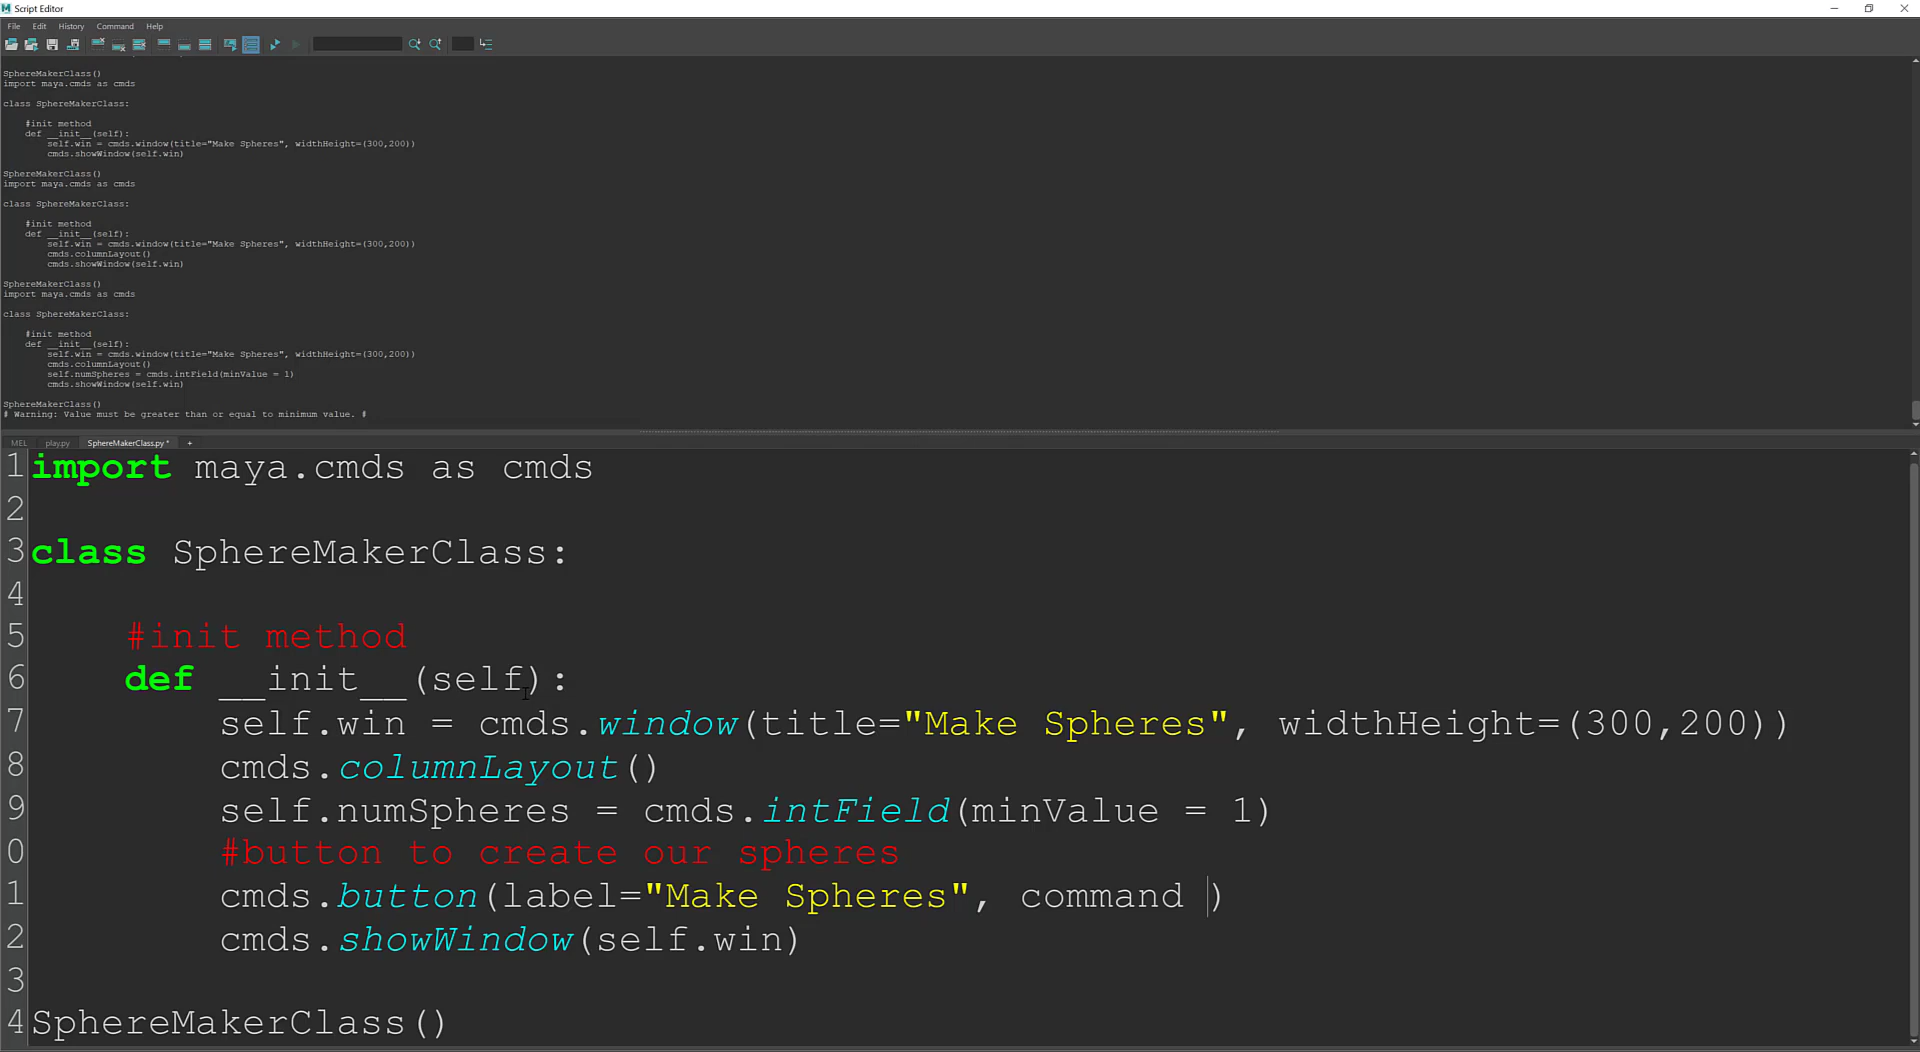 Script Editor
File Edit History Command Help
SphereMakerClass()
import maya.cmds as cmds
class SphereMakerClass:
#init method
def __init__(self):
self.win = cmds.window(title="Make Spheres", widthHeight=(300,200))
cmds.showWindow(self.win)
SphereMakerClass()
import maya.cmds as cmds
class SphereMakerClass:
#init method
def __init__(self):
self.win = cmds.window(title="Make Spheres", widthHeight=(300,200))
cmds.columnLayout()
cmds.showWindow(self.win)
SphereMakerClass()
import maya.cmds as cmds
class SphereMakerClass:
#init method
def __init__(self):
self.win = cmds.window(title="Make Spheres", widthHeight=(300,200))
cmds.columnLayout()
self.numSpheres = cmds.intField(minValue = 1)
cmds.showWindow(self.win)
SphereMakerClass()
# Warning: Value must be greater than or equal to minimum value. #
MEL play.py SphereMakerClass.py * +
1 import maya.cmds as cmds
2
3 class SphereMakerClass:
4
5 #init method
6 def __init__(self):
7 self.win = cmds.window(title="Make Spheres", widthHeight=(300,200))
8 cmds.columnLayout()
9 self.numSpheres = cmds.intField(minValue = 1)
0 #button to create our spheres
1 cmds.button(label="Make Spheres", command )
2 cmds.showWindow(self.win)
3
4 SphereMakerClass()